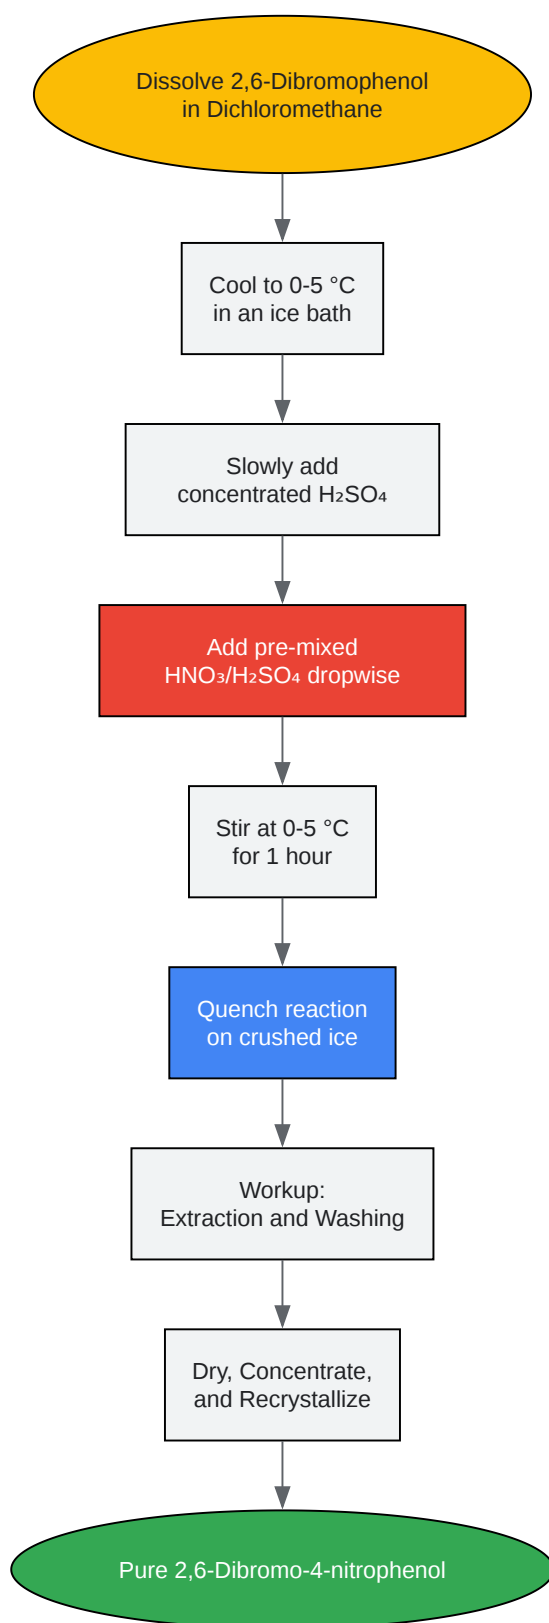 Dissolve 2,6-Dibromophenol
in Dichloromethane
Cool to 0-5 °C
in an ice bath
Slowly add
concentrated H₂SO₄
Add pre-mixed
HNO₃/H₂SO₄ dropwise
Stir at 0-5 °C
for 1 hour
Quench reaction
on crushed ice
Workup:
Extraction and Washing
Dry, Concentrate,
and Recrystallize
Pure 2,6-Dibromo-4-nitrophenol